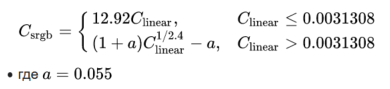 C_srgb = { 12.92C_linear, C_linear ≤ 0.0031308
(1 + a)C_linear^{1/2.4} − a, C_linear > 0.0031308
• где a = 0.055